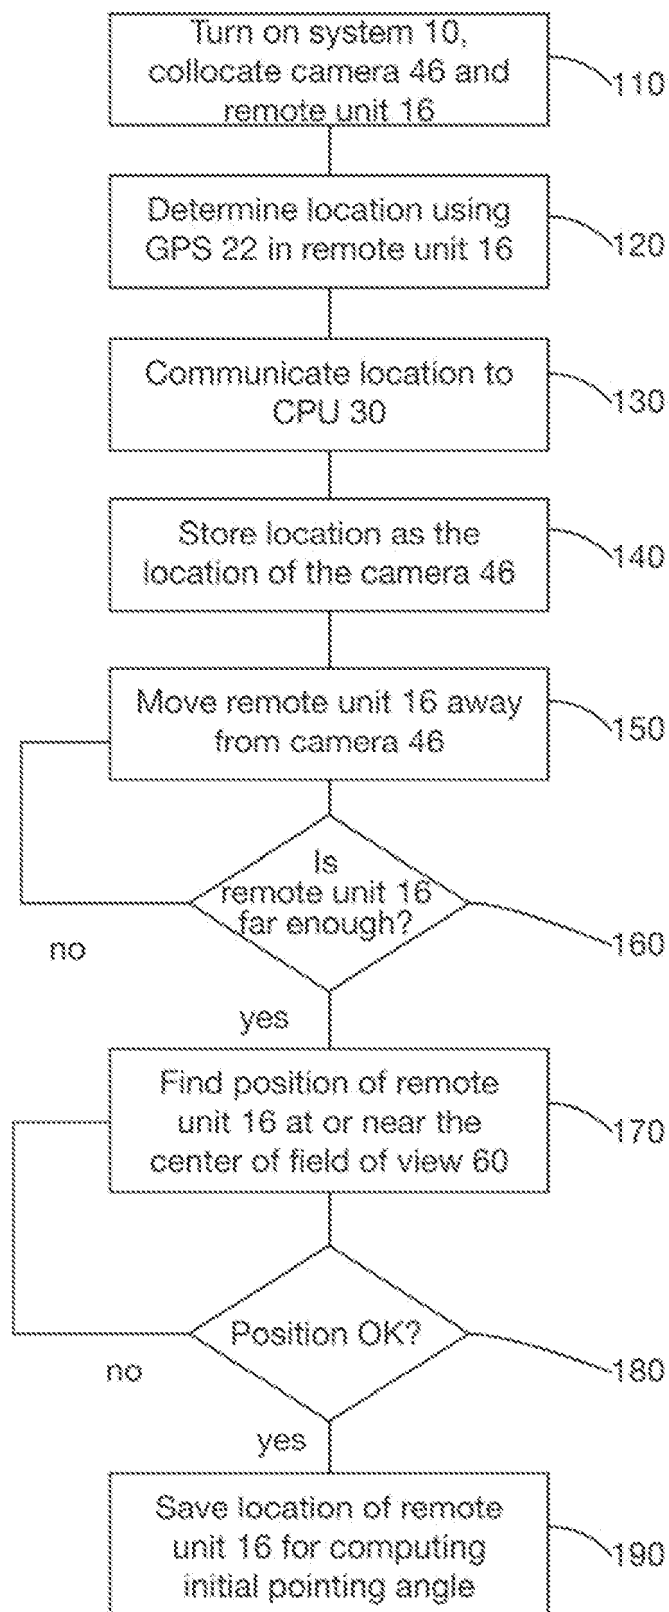 Turn on system 10,
collocate camera 46 and
remote unit 16
110
Determine location using
GPS 22 in remote unit 16
120
Communicate location to
CPU 30
130
Store location as the
location of the camera 46
140
Move remote unit 16 away
from camera 46
150
Is
remote unit 16
far enough?
160
no
yes
Find position of remote
unit 16 at or near the
center of field of view 60
170
Position OK?
180
no
yes
Save location of remote
unit 16 for computing
initial pointing angle
190